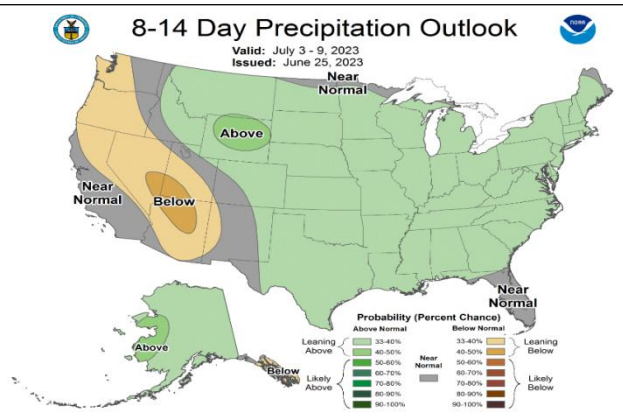 8-14 Day Precipitation Outlook
Valid: July 3 - 9, 2023
Issued: June 25, 2023
NOAA
Near
Normal
Above
Near
Normal
Below
Near
Normal
Above
Below
Probability (Percent Chance)
Above Normal
Below Normal
Leaning
Above
33-40%
40-50%
Likely
Above
50-60%
60-70%
70-80%
80-90%
90-100%
Near
Normal
33-40%
40-50%
Leaning
Below
50-60%
60-70%
70-80%
80-90%
90-100%
Likely
Below